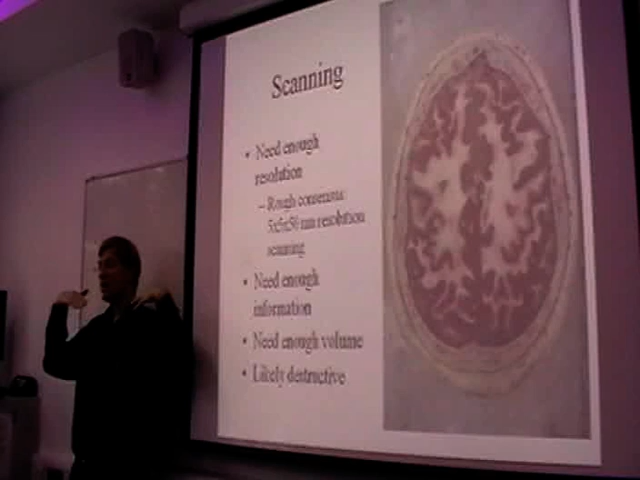 Scanning
• Need enough
resolution
– Rough consensus
5x5x50 nm resolution
scanning
• Need enough
information
• Need enough volume
• Likely destructive